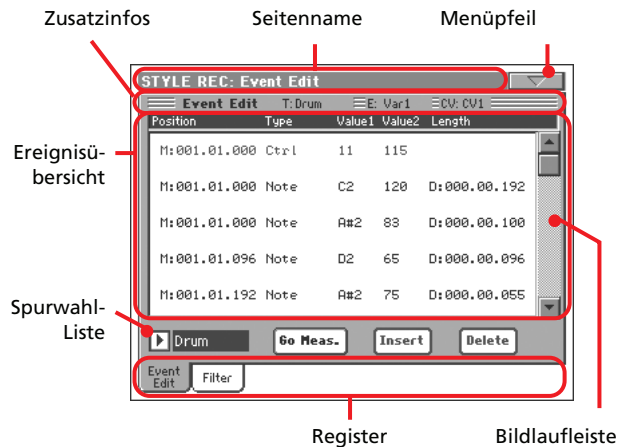 Zusatzinfos Seitenname Menüpfeil
STYLE REC: Event Edit
Event Edit T: Drum E: Var1 CV: CV1
Position Type Value1 Value2 Length
M:001.01.000 Ctrl 11 115
Ereignisü-
bersicht
M:001.01.000 Note C2 120 D:000.00.192
M:001.01.000 Note A#2 83 D:000.00.100
M:001.01.096 Note D2 65 D:000.00.096
M:001.01.192 Note A#2 75 D:000.00.055
Spurwahl-
Liste
Drum Go Meas. Insert Delete
Event
Edit
Filter
Register Bildlaufleiste